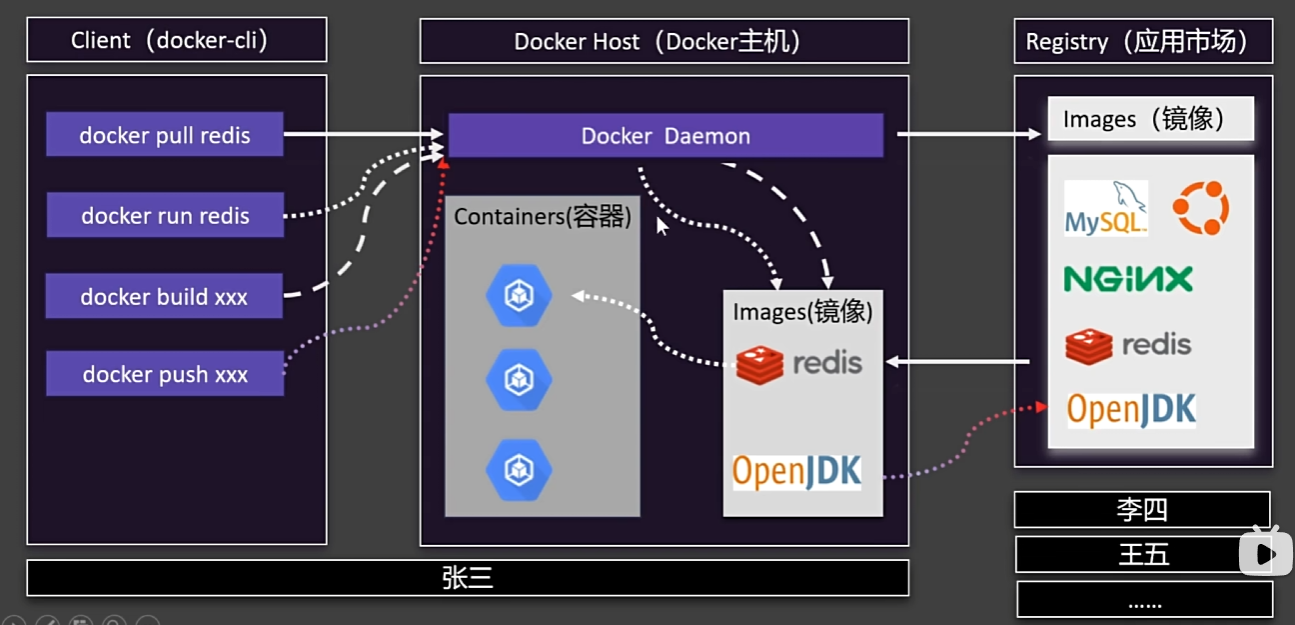 Client（docker-cli）
Docker Host（Docker主机）
Registry（应用市场）
docker pull redis
docker run redis
docker build xxx
docker push xxx
Docker Daemon
Containers(容器)
Images(镜像)
redis
OpenJDK
Images（镜像）
MySQL
NGiNX
redis
OpenJDK
张三
李四
王五
......